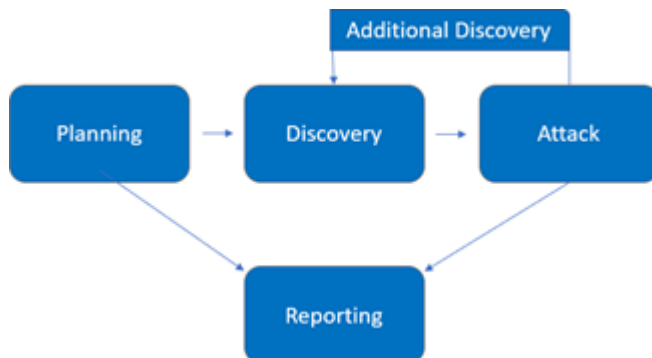 Additional Discovery
Planning
Discovery
Attack
Reporting